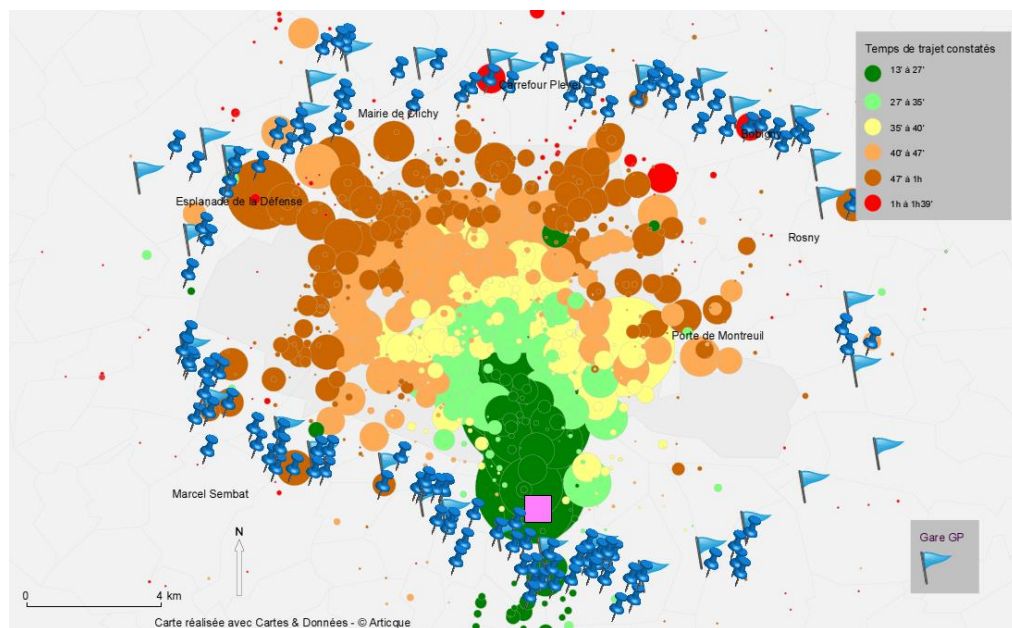 Temps de trajet constatés
13' à 27'
27' à 35'
35' à 40'
40' à 47'
47' à 1h
1h à 1h39'
Carrefour Pleyel
Mairie de Clichy
Bobigny
Esplanade de la Défense
Rosny
Porte de Montreuil
Marcel Sembat
N
Gare GP
0 4 km
Carte réalisée avec Cartes & Données - © Articque